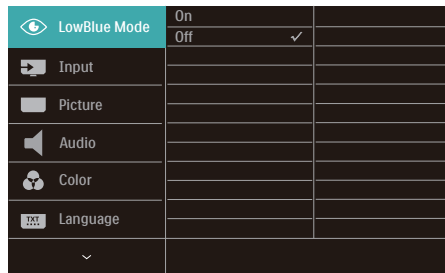 LowBlue Mode
On
Off
Input
Picture
Audio
Color
TXT
Language